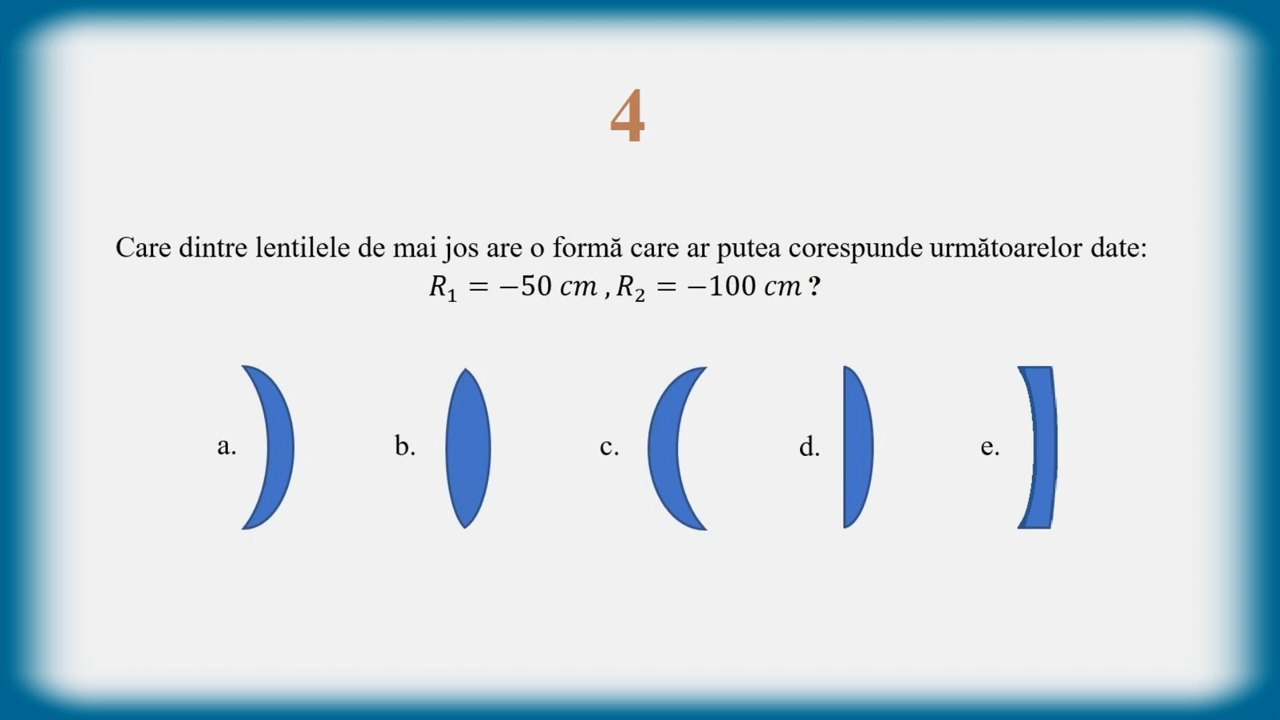 4
Care dintre lentilele de mai jos are o formă care ar putea corespunde următoarelor date:
R₁ = −50 cm , R₂ = −100 cm ?
a. b. c. d. e.